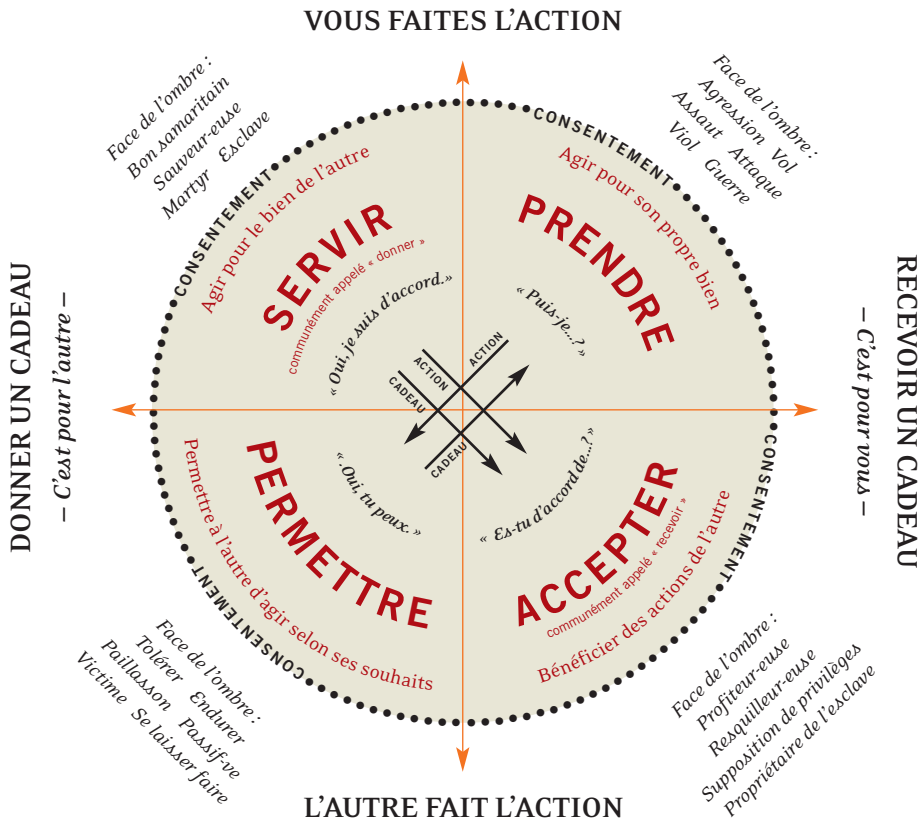 VOUS FAITES L'ACTION
Face de l'ombre :
Bon samaritain
Sauveur-euse
Martyr Esclave
Face de l'ombre :
Agression Vol
Assaut Attaque
Viol Guerre
CONSENTEMENT
Agir pour le bien de l'autre
SERVIR
communément appelé « donner »
« Oui, je suis d'accord.»
CONSENTEMENT
Agir pour son propre bien
PRENDRE
« Puis-je...? »
DONNER UN CADEAU
– C'est pour l'autre –
RECEVOIR UN CADEAU
– C'est pour vous –
ACTION
ACTION
CADEAU
CADEAU
« Oui, tu peux. »
PERMETTRE
Permettre à l'autre d'agir selon ses souhaits
CONSENTEMENT
CONSENTEMENT
« Es-tu d'accord de...? »
ACCEPTER
communément appelé « recevoir »
Bénéficier des actions de l'autre
CONSENTEMENT
Face de l'ombre :
Tolérer Endurer
Paillasson Passif-ve
Victime Se laisser faire
Face de l'ombre :
Profiteur-euse
Resquilleur-euse
Supposition de privilèges
Propriétaire de l'esclave
L'AUTRE FAIT L'ACTION